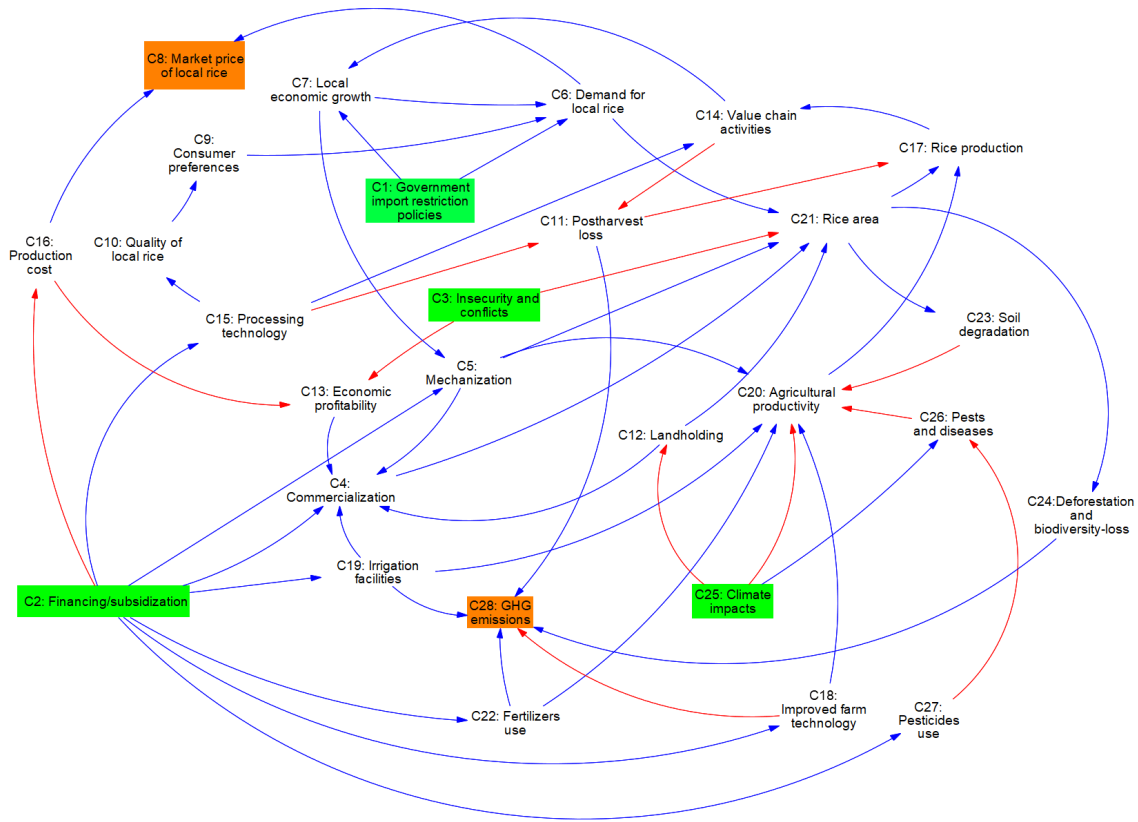 C8: Market price
of local rice
C7: Local
economic growth
C6: Demand for
local rice
C14: Value chain
activities
C9:
Consumer
preferences
C17: Rice production
C1: Government
import restriction
policies
C11: Postharvest
loss
C21: Rice area
C16:
Production
cost
C10: Quality of
local rice
C3: Insecurity and
conflicts
C15: Processing
technology
C23: Soil
degradation
C5:
Mechanization
C13: Economic
profitability
C20: Agricultural
productivity
C12: Landholding
C26: Pests
and diseases
C4:
Commercialization
C24:Deforestation
and
biodiversity-loss
C19: Irrigation
facilities
C2: Financing/subsidization
C28: GHG
emissions
C25: Climate
impacts
C22: Fertilizers
use
C18:
Improved farm
technology
C27:
Pesticides
use